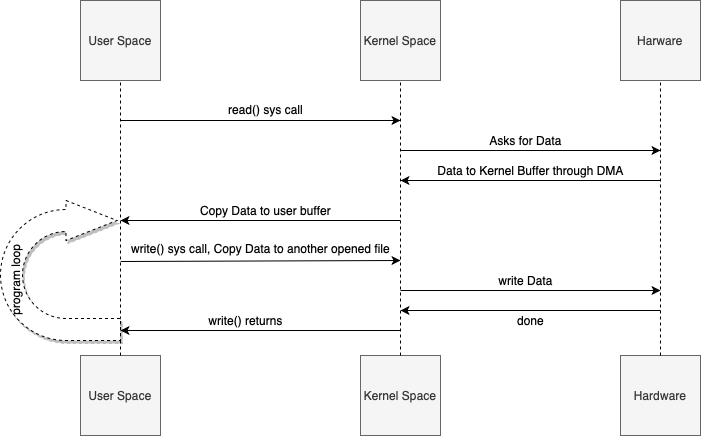 User Space
Kernel Space
Harware
read() sys call
Asks for Data
Data to Kernel Buffer through DMA
Copy Data to user buffer
write() sys call, Copy Data to another opened file
program loop
write Data
write() returns
done
User Space
Kernel Space
Hardware